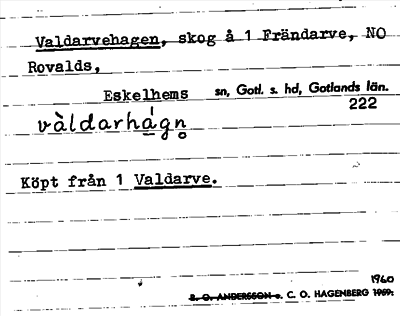 Valdarvehagen, skog å 1 Frändarve, NO
Rovalds,
Eskelhems sn, Gotl. s. hd, Gotlands län.
222
vàldarhágn̥
Köpt från 1 Valdarve.
1960
B. O. ANDERSSON o. C. O. HAGENBERG 1959.